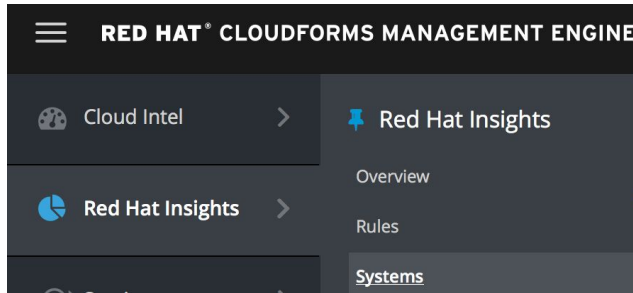 RED HAT® CLOUDFORMS MANAGEMENT ENGINE
Cloud Intel
Red Hat Insights
Red Hat Insights
Overview
Rules
Systems